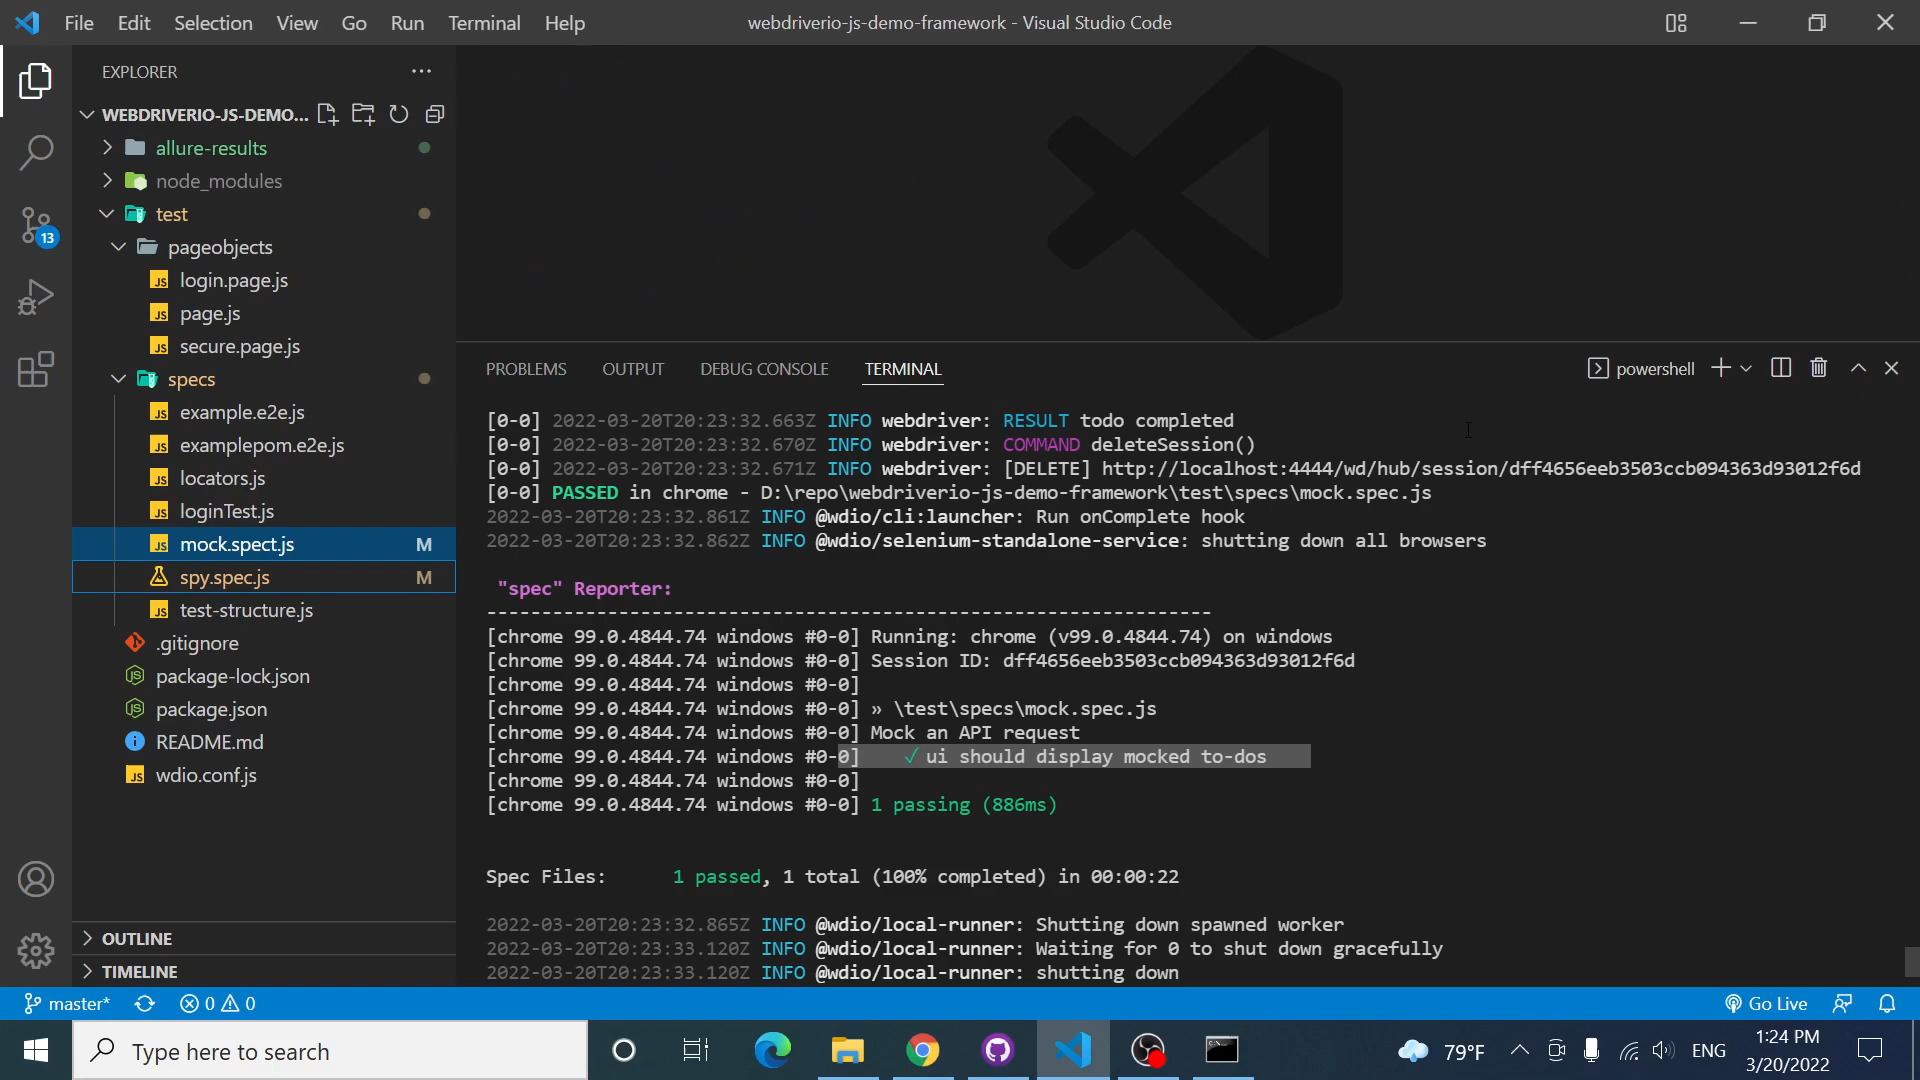 File Edit Selection View Go Run Terminal Help
webdriverio-js-demo-framework - Visual Studio Code
EXPLORER
WEBDRIVERIO-JS-DEMO...
allure-results
node_modules
test
pageobjects
JS login.page.js
JS page.js
JS secure.page.js
specs
JS example.e2e.js
JS examplepom.e2e.js
JS locators.js
JS loginTest.js
JS mock.spect.js M
spy.spec.js M
JS test-structure.js
.gitignore
package-lock.json
package.json
README.md
JS wdio.conf.js
OUTLINE
TIMELINE
13
PROBLEMS OUTPUT DEBUG CONSOLE TERMINAL
powershell
[0-0] 2022-03-20T20:23:32.663Z INFO webdriver: RESULT todo completed
[0-0] 2022-03-20T20:23:32.670Z INFO webdriver: COMMAND deleteSession()
[0-0] 2022-03-20T20:23:32.671Z INFO webdriver: [DELETE] http://localhost:4444/wd/hub/session/dff4656eeb3503ccb094363d93012f6d
[0-0] PASSED in chrome - D:\repo\webdriverio-js-demo-framework\test\specs\mock.spec.js
2022-03-20T20:23:32.861Z INFO @wdio/cli:launcher: Run onComplete hook
2022-03-20T20:23:32.862Z INFO @wdio/selenium-standalone-service: shutting down all browsers
"spec" Reporter:
------------------------------------------------------------------
[chrome 99.0.4844.74 windows #0-0] Running: chrome (v99.0.4844.74) on windows
[chrome 99.0.4844.74 windows #0-0] Session ID: dff4656eeb3503ccb094363d93012f6d
[chrome 99.0.4844.74 windows #0-0]
[chrome 99.0.4844.74 windows #0-0] » \test\specs\mock.spec.js
[chrome 99.0.4844.74 windows #0-0] Mock an API request
[chrome 99.0.4844.74 windows #0-0] ✓ ui should display mocked to-dos
[chrome 99.0.4844.74 windows #0-0]
[chrome 99.0.4844.74 windows #0-0] 1 passing (886ms)
Spec Files: 1 passed, 1 total (100% completed) in 00:00:22
2022-03-20T20:23:32.865Z INFO @wdio/local-runner: Shutting down spawned worker
2022-03-20T20:23:33.120Z INFO @wdio/local-runner: Waiting for 0 to shut down gracefully
2022-03-20T20:23:33.120Z INFO @wdio/local-runner: shutting down
master* 0 0
Go Live
Type here to search
79°F
ENG
1:24 PM
3/20/2022